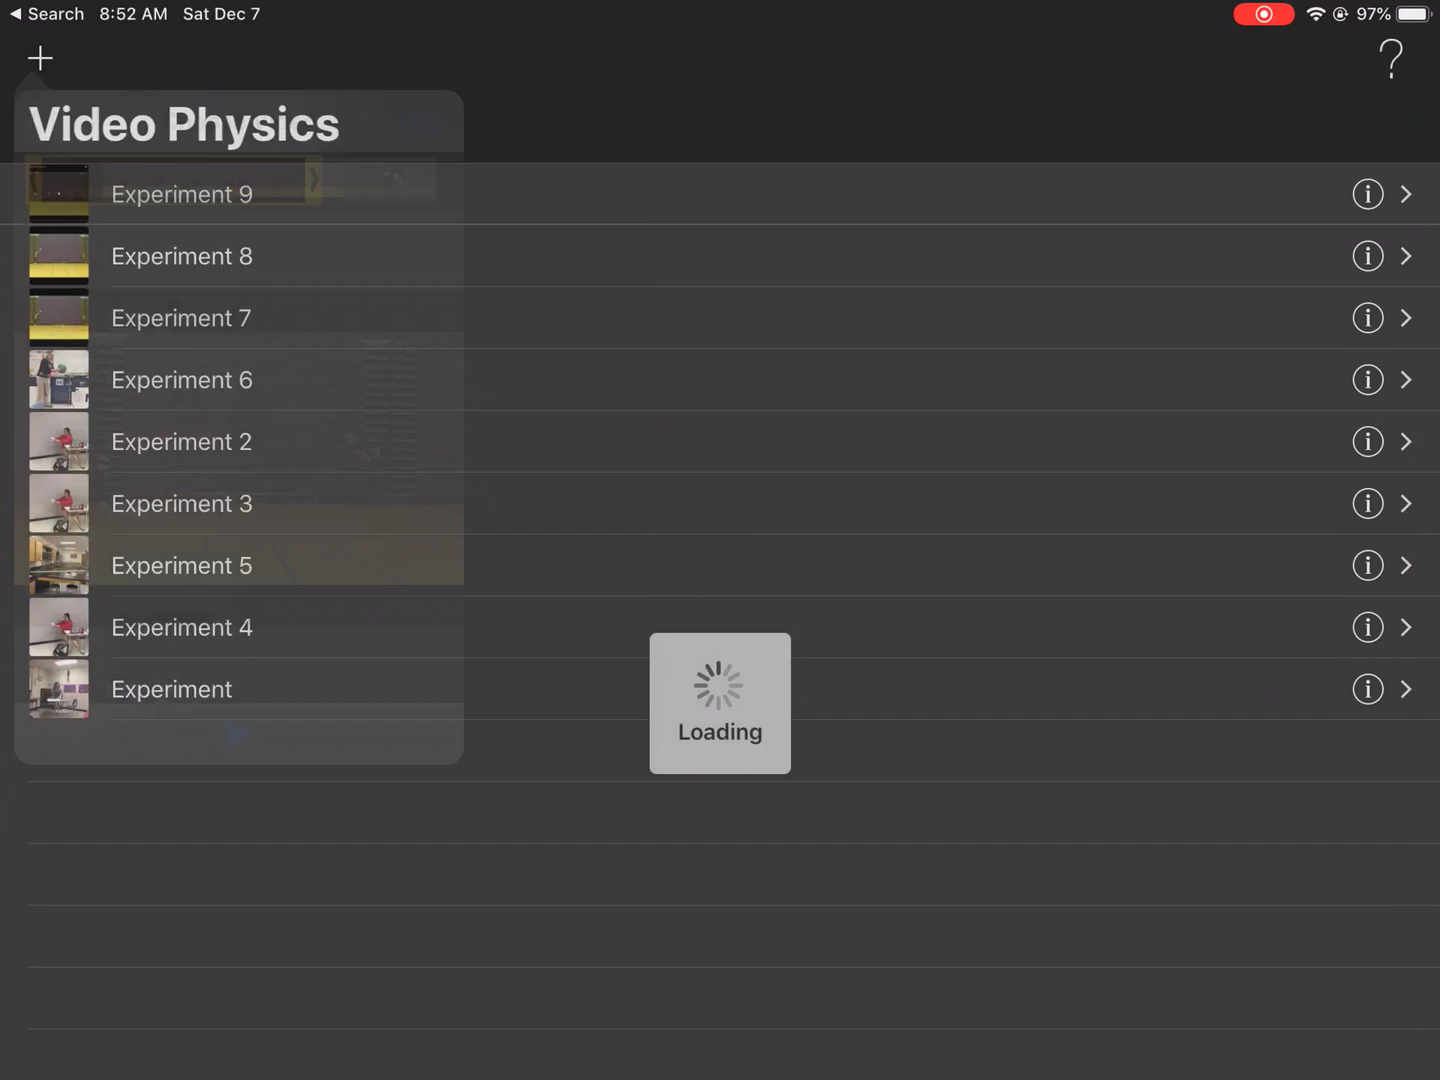 Search 8:52 AM Sat Dec 7 97%
Video Physics
Experiment 9
Experiment 8
Experiment 7
Experiment 6
Experiment 2
Experiment 3
Experiment 5
Experiment 4
Experiment
Loading